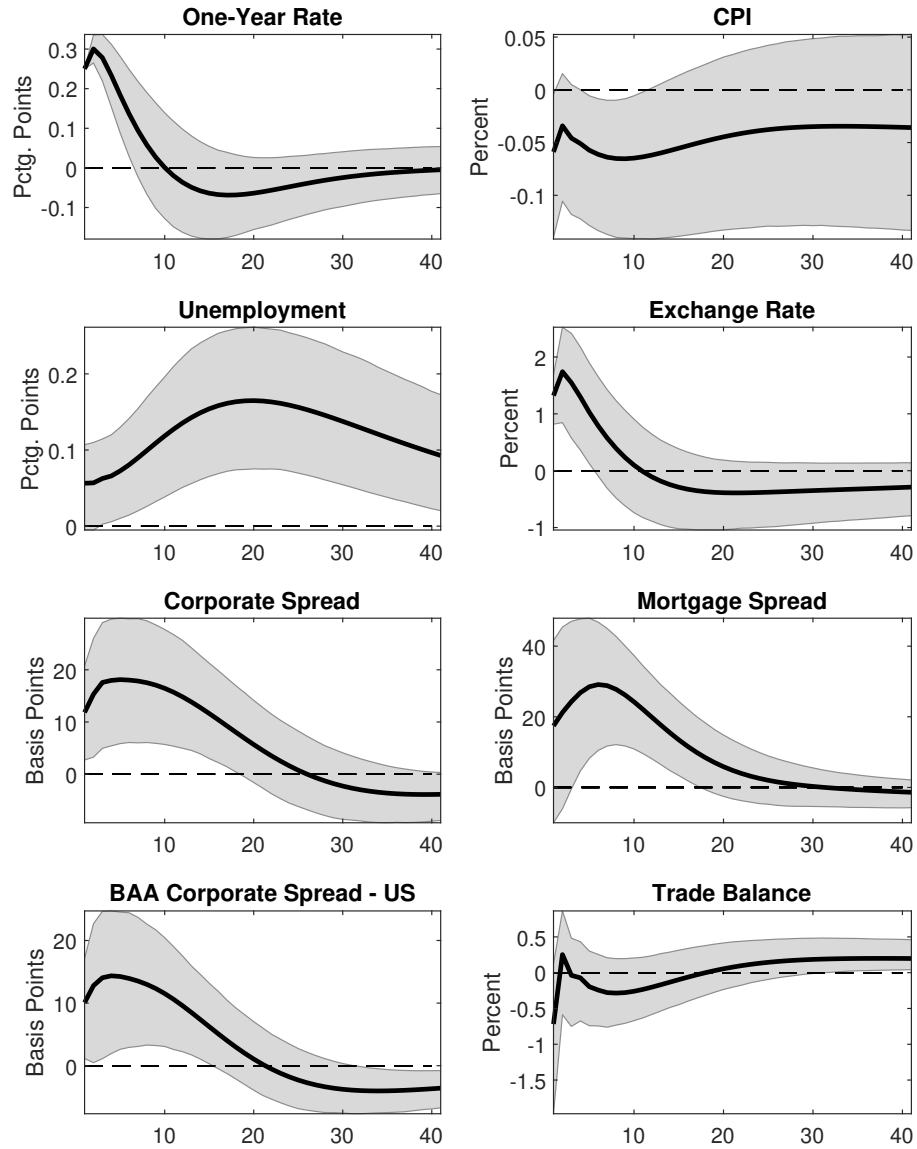 One-Year Rate
Pctg. Points
0.3
0.2
0.1
0
-0.1
10 20 30 40
CPI
Percent
0.05
0
-0.05
-0.1
10 20 30 40
Unemployment
Pctg. Points
0.2
0.1
0
10 20 30 40
Exchange Rate
Percent
2
1
0
-1
10 20 30 40
Corporate Spread
Basis Points
20
10
0
10 20 30 40
Mortgage Spread
Basis Points
40
20
0
10 20 30 40
BAA Corporate Spread - US
Basis Points
20
10
0
10 20 30 40
Trade Balance
Percent
0.5
0
-0.5
-1
-1.5
10 20 30 40